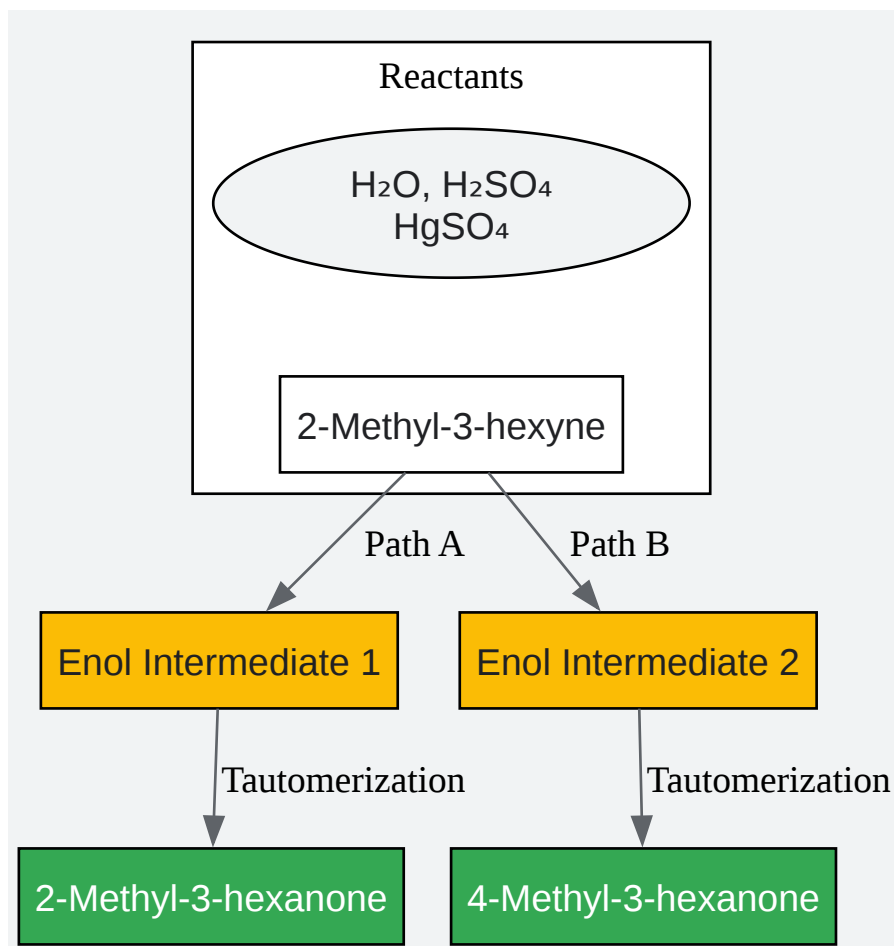 Reactants
H₂O, H₂SO₄
HgSO₄
2-Methyl-3-hexyne
Path A
Path B
Enol Intermediate 1
Enol Intermediate 2
Tautomerization
Tautomerization
2-Methyl-3-hexanone
4-Methyl-3-hexanone